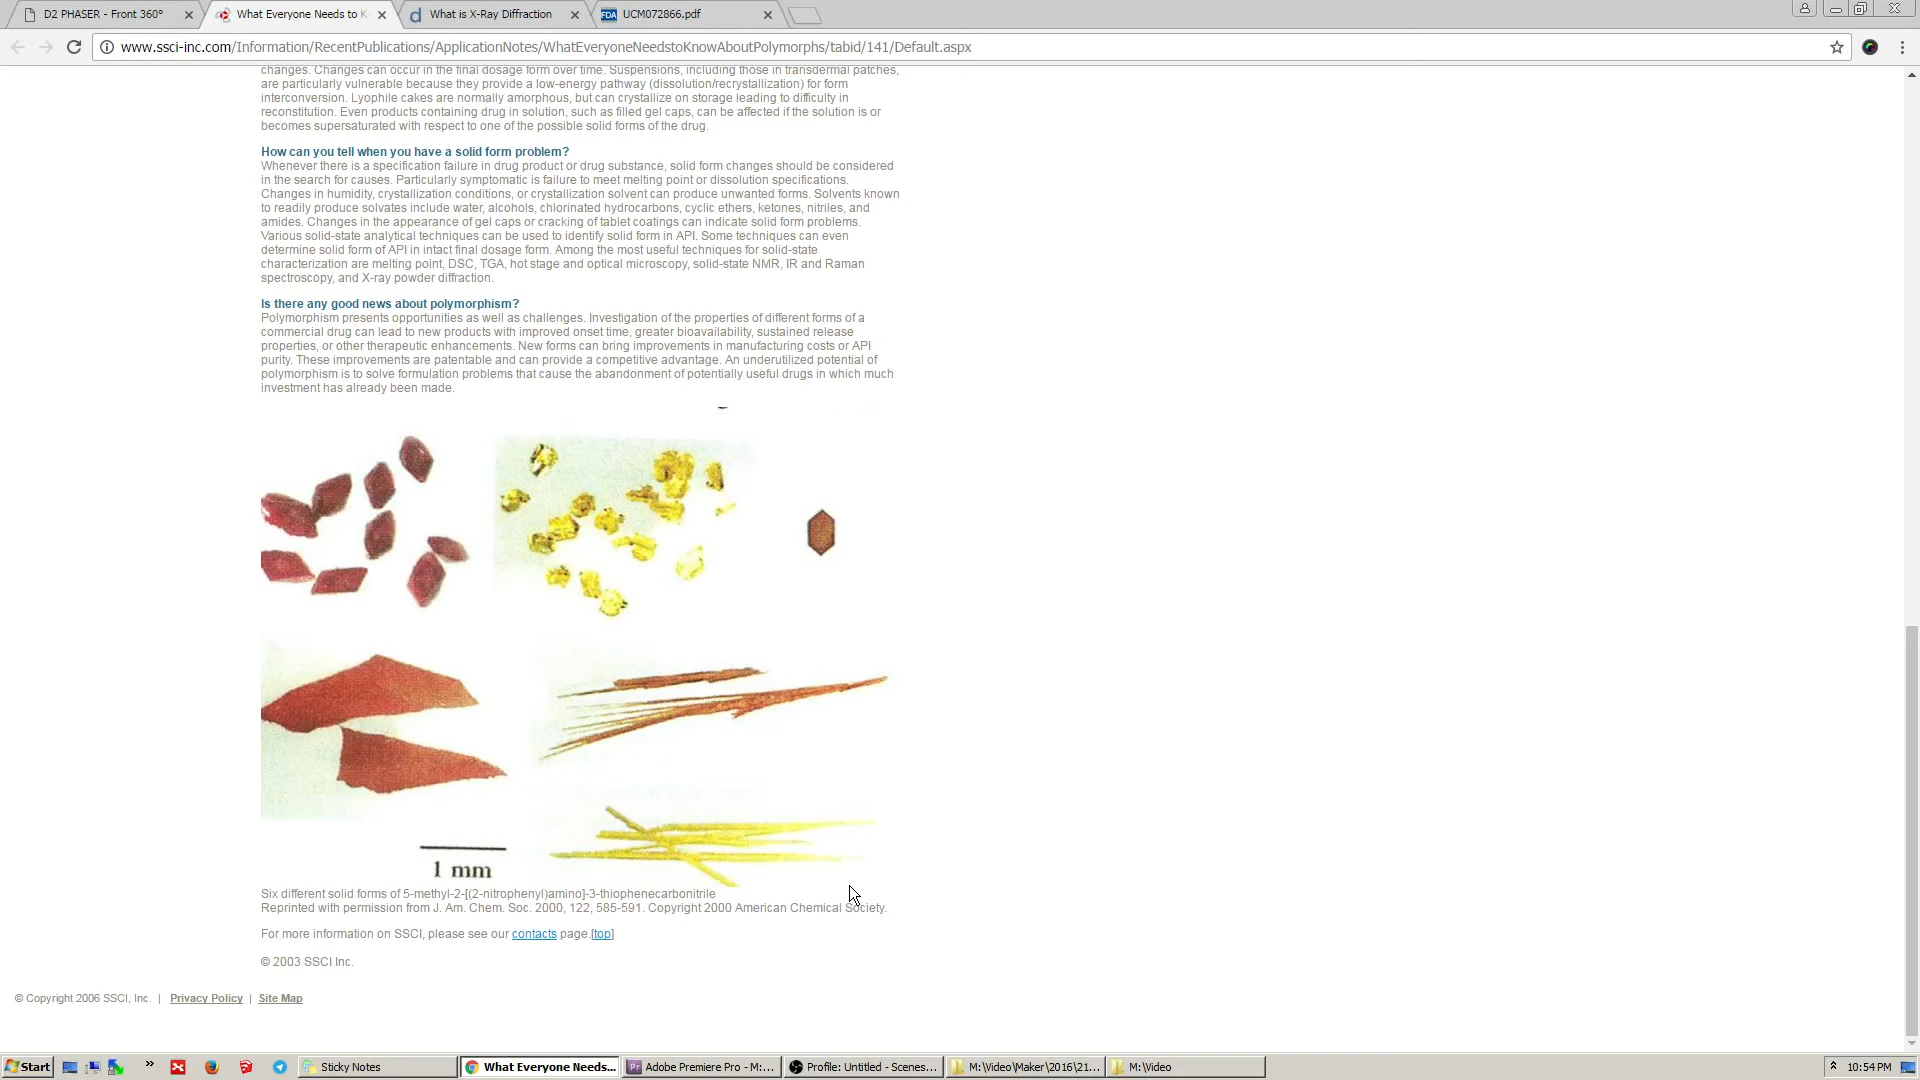 D2 PHASER - Front 360°
What Everyone Needs to K
What is X-Ray Diffraction
FDA UCM072866.pdf
www.ssci-inc.com/Information/RecentPublications/ApplicationNotes/WhatEveryoneNeedstoKnowAboutPolymorphs/tabid/141/Default.aspx
changes. Changes can occur in the final dosage form over time. Suspensions, including those in transdermal patches,
are particularly vulnerable because they provide a low-energy pathway (dissolution/recrystallization) for form
interconversion. Lyophile cakes are normally amorphous, but can crystallize on storage leading to difficulty in
reconstitution. Even products containing drug in solution, such as filled gel caps, can be affected if the solution is or
becomes supersaturated with respect to one of the possible solid forms of the drug.
How can you tell when you have a solid form problem?
Whenever there is a specification failure in drug product or drug substance, solid form changes should be considered
in the search for causes. Particularly symptomatic is failure to meet melting point or dissolution specifications.
Changes in humidity, crystallization conditions, or crystallization solvent can produce unwanted forms. Solvents known
to readily produce solvates include water, alcohols, chlorinated hydrocarbons, cyclic ethers, ketones, nitriles, and
amides. Changes in the appearance of gel caps or cracking of tablet coatings can indicate solid form problems.
Various solid-state analytical techniques can be used to identify solid form in API. Some techniques can even
determine solid form of API in intact final dosage form. Among the most useful techniques for solid-state
characterization are melting point, DSC, TGA, hot stage and optical microscopy, solid-state NMR, IR and Raman
spectroscopy, and X-ray powder diffraction.
Is there any good news about polymorphism?
Polymorphism presents opportunities as well as challenges. Investigation of the properties of different forms of a
commercial drug can lead to new products with improved onset time, greater bioavailability, sustained release
properties, or other therapeutic enhancements. New forms can bring improvements in manufacturing costs or API
purity. These improvements are patentable and can provide a competitive advantage. An underutilized potential of
polymorphism is to solve formulation problems that cause the abandonment of potentially useful drugs in which much
investment has already been made.
1 mm
Six different solid forms of 5-methyl-2-[(2-nitrophenyl)amino]-3-thiophenecarbonitrile
Reprinted with permission from J. Am. Chem. Soc. 2000, 122, 585-591. Copyright 2000 American Chemical Society.
For more information on SSCI, please see our contacts page.[top]
© 2003 SSCI Inc.
© Copyright 2006 SSCI, Inc. | Privacy Policy | Site Map
Start
Sticky Notes
What Everyone Needs...
Pr Adobe Premiere Pro - M:...
Profile: Untitled - Scenes...
M:\Video\Maker\2016\21...
M:\Video
10:54 PM